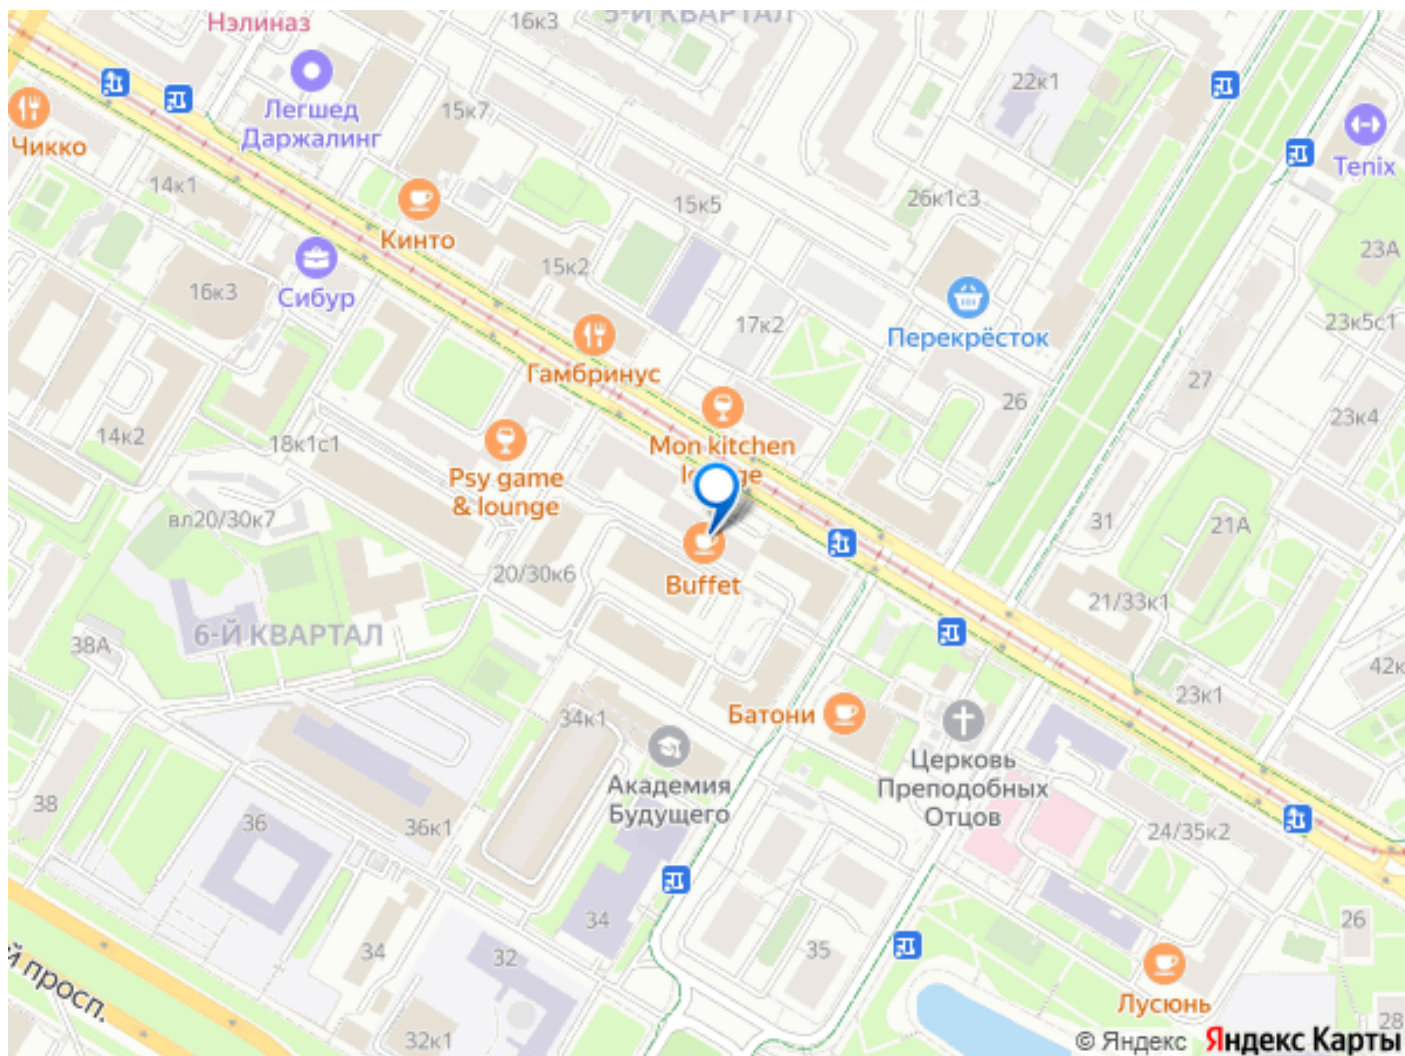 Нэлиназ
16к3
5-Й КВАРТАЛ
Легшед
Даржалинг
15к7
22к1
Чикко
Tenix
14к1
Кинто
15к5
26к1с3
23А
15к2
16к3
Сибур
17к2
Перекрёсток
23к5с1
Гамбринус
27
26
23к4
14к2
18к1с1
Mon kitchen
lounge
Psy game
& lounge
вл20/30к7
31
21А
20/30к6
Buffet
21/33к1
6-Й КВАРТАЛ
38А
42к
23к1
34к1
Батони
Церковь
Преподобных
Отцов
Академия
Будущего
38
36
36к1
24/35к2
34
26
34
32
35
й просп.
Лусюнь
28
32к1
© Яндекс Яндекс Карты